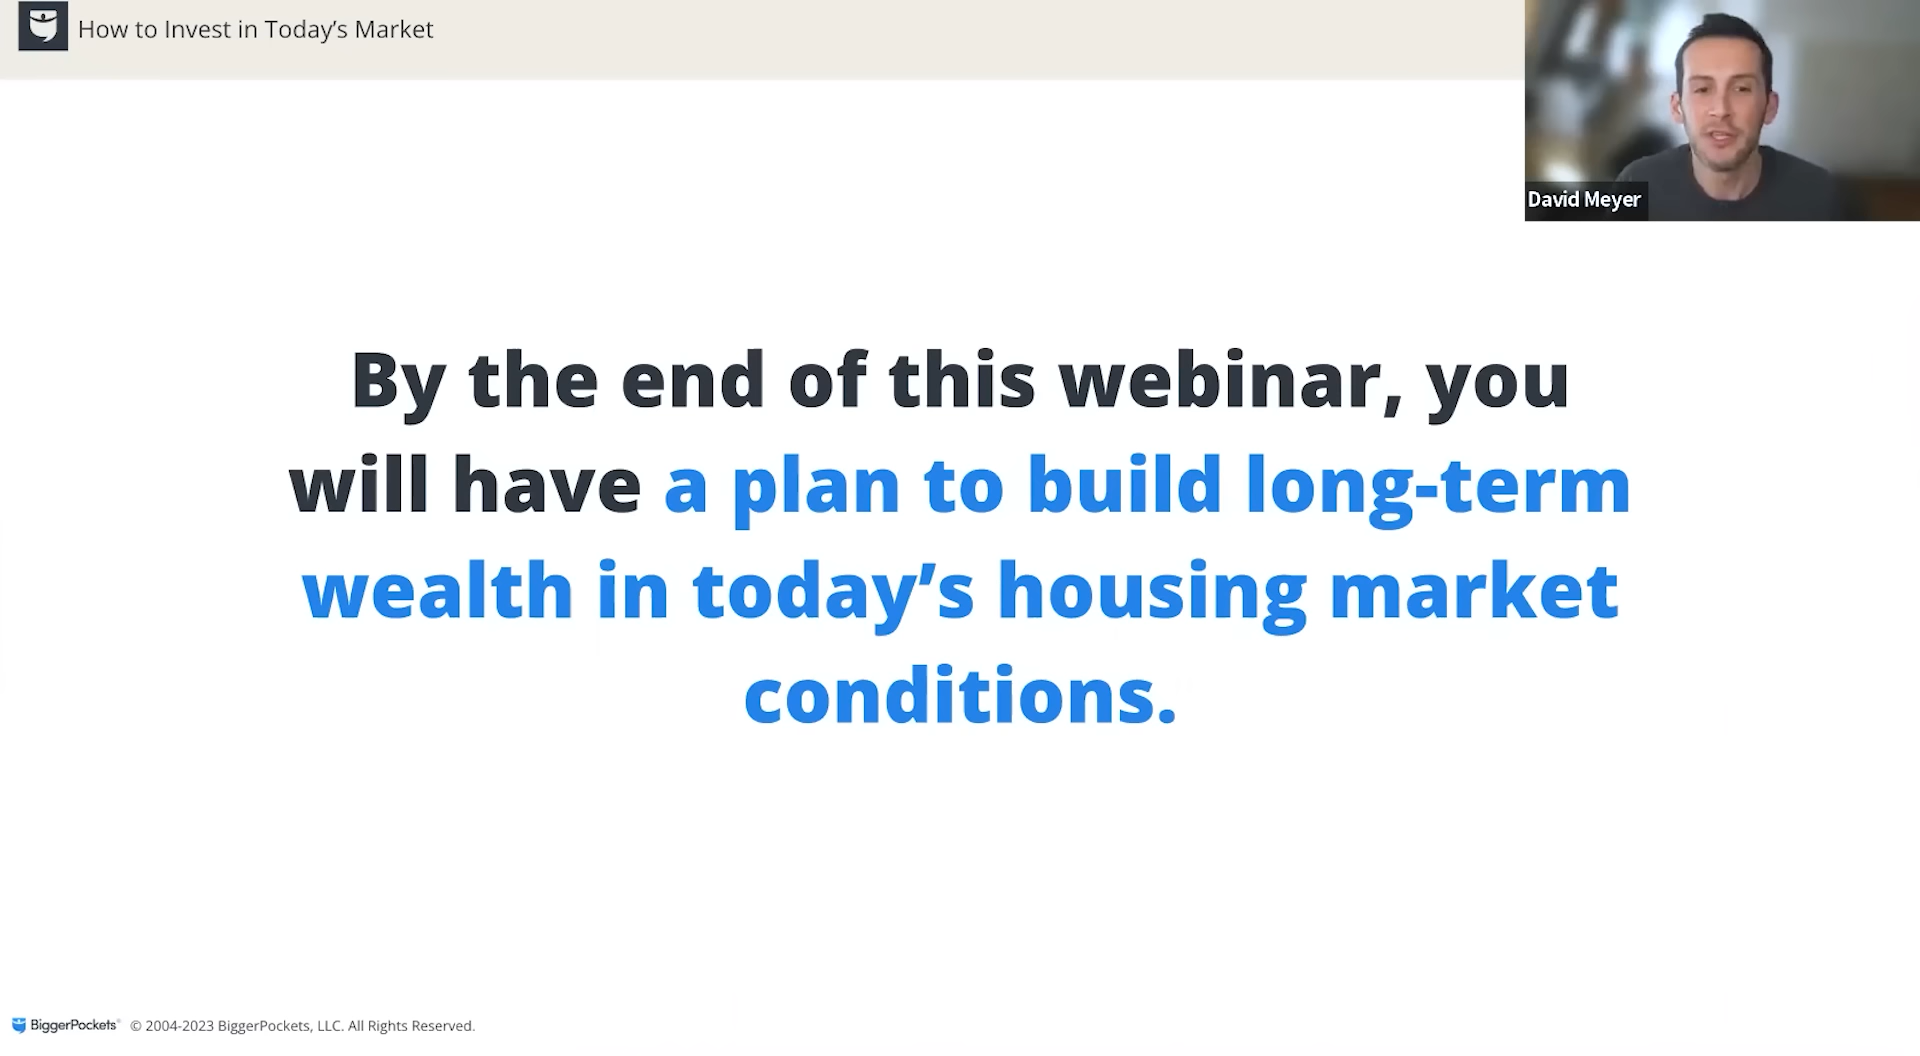 How to Invest in Today’s Market
David Meyer
By the end of this webinar, you
will have a plan to build long-term
wealth in today’s housing market
conditions.
BiggerPockets® © 2004-2023 BiggerPockets, LLC. All Rights Reserved.